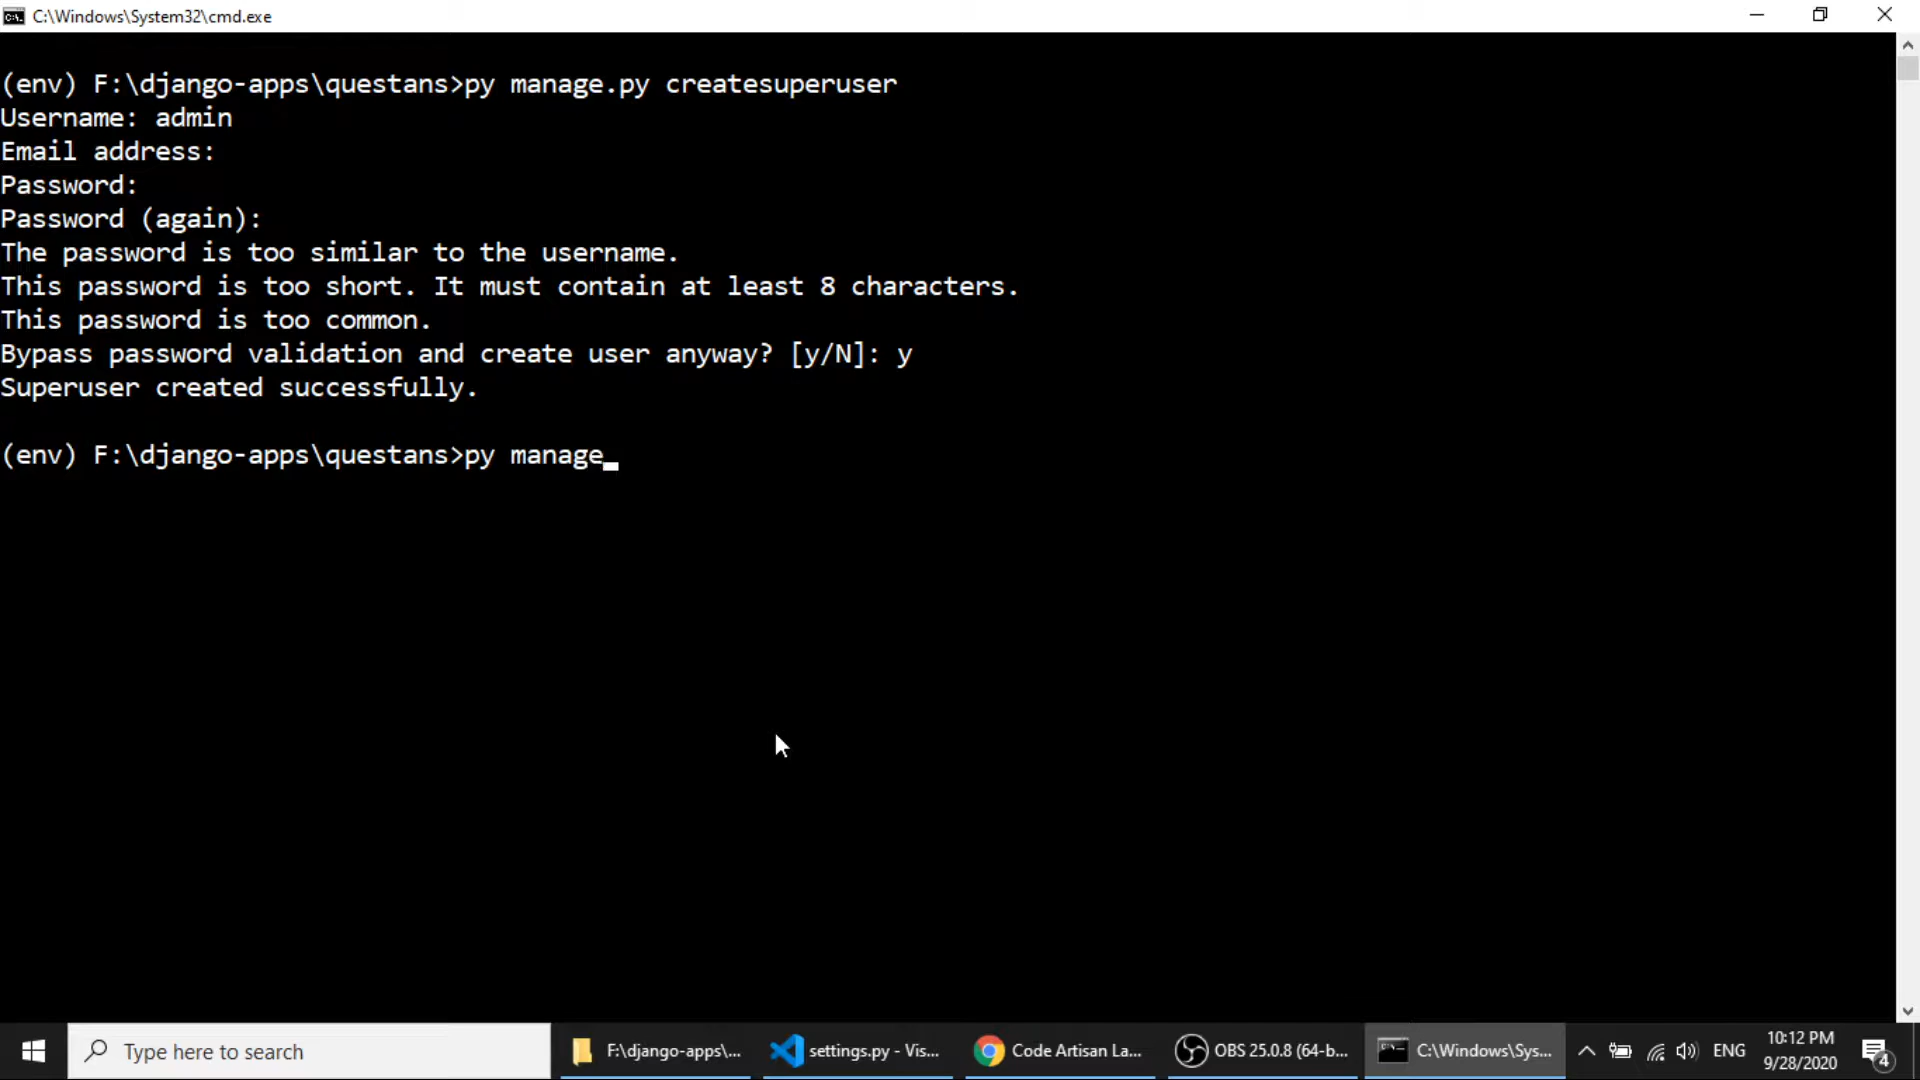 C:\Windows\System32\cmd.exe
(env) F:\django-apps\questans>py manage.py createsuperuser
Username: admin
Email address:
Password:
Password (again):
The password is too similar to the username.
This password is too short. It must contain at least 8 characters.
This password is too common.
Bypass password validation and create user anyway? [y/N]: y
Superuser created successfully.
(env) F:\django-apps\questans>py manage
Type here to search
F:\django-apps\...
settings.py - Vis...
Code Artisan La...
OBS 25.0.8 (64-b...
C:\Windows\Sys...
ENG
10:12 PM
9/28/2020
4